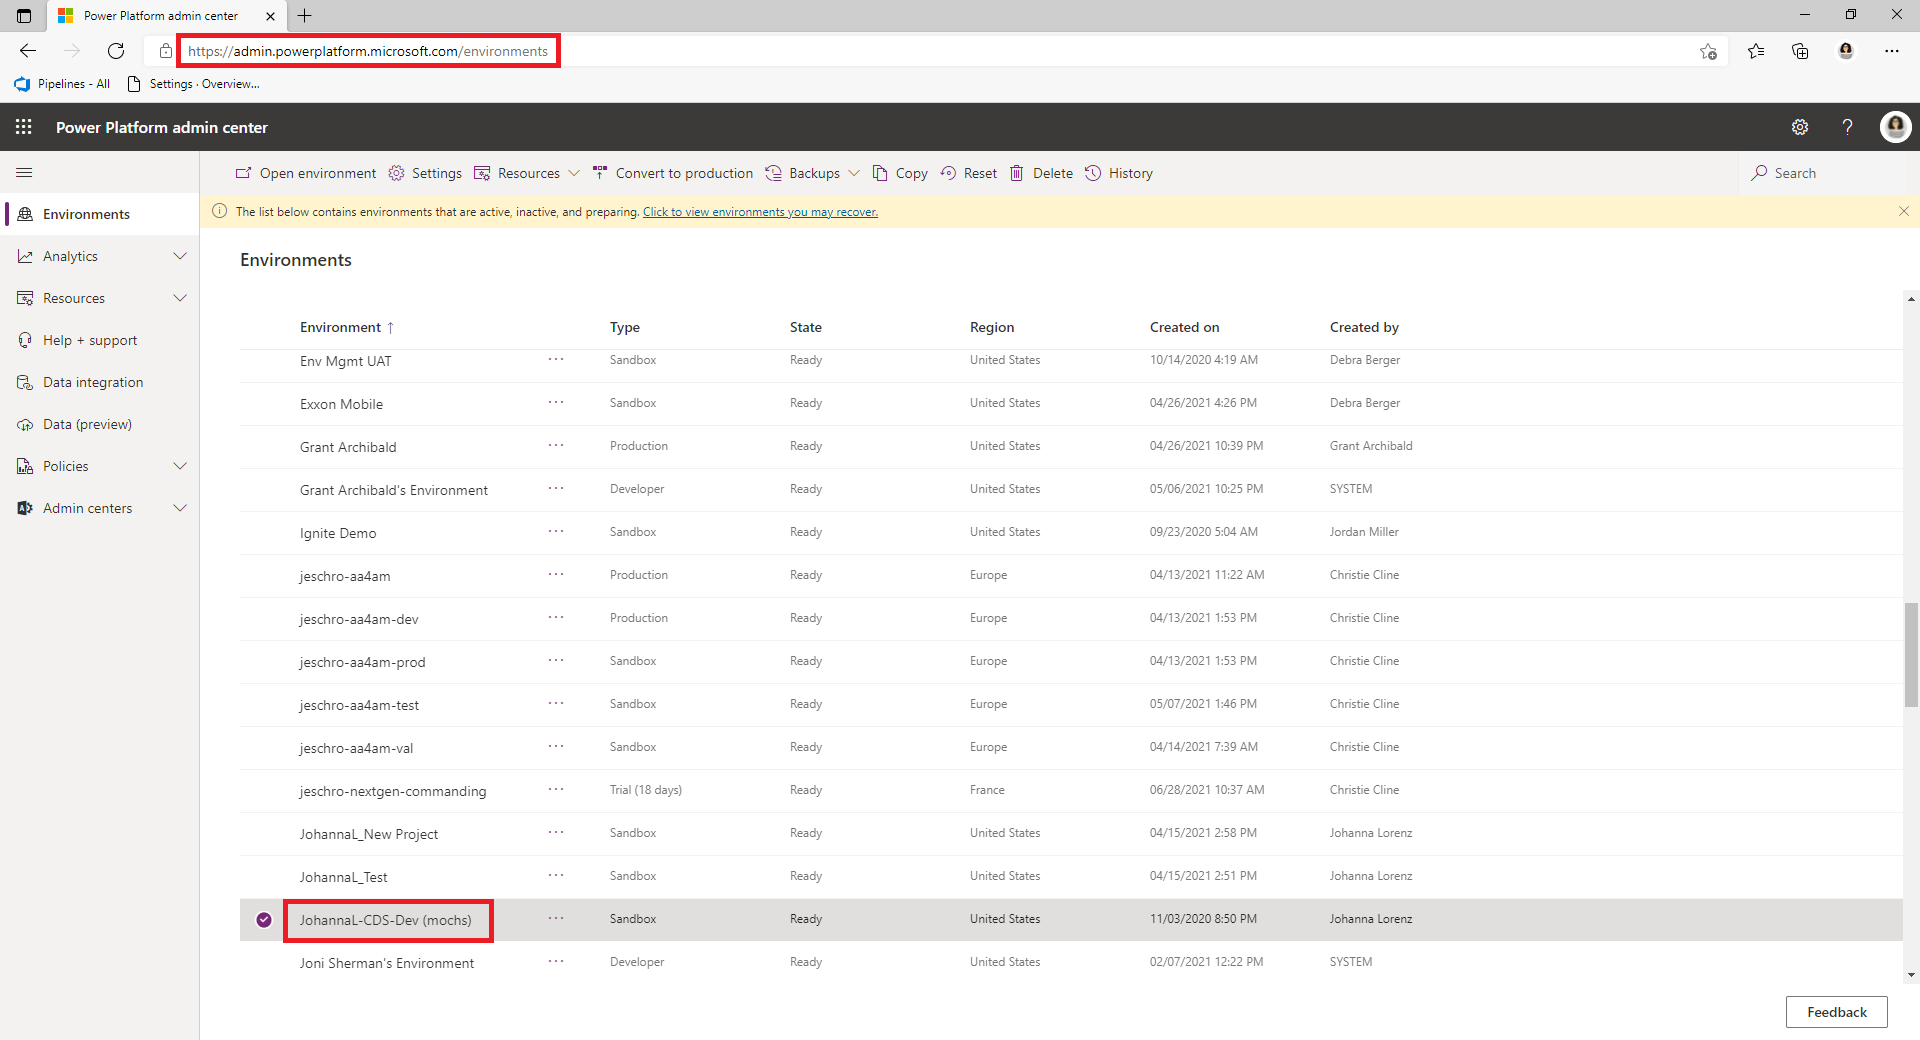 Power Platform admin center
https://admin.powerplatform.microsoft.com/environments
Pipelines - All
Settings · Overview...
Power Platform admin center
Open environment
Settings
Resources
Convert to production
Backups
Copy
Reset
Delete
History
Search
The list below contains environments that are active, inactive, and preparing. Click to view environments you may recover.
Environments
Analytics
Resources
Help + support
Data integration
Data (preview)
Policies
Admin centers
Environments
Environment ↑ Type State Region Created on Created by
Env Mgmt UAT ... Sandbox Ready United States 10/14/2020 4:19 AM Debra Berger
Exxon Mobile ... Sandbox Ready United States 04/26/2021 4:26 PM Debra Berger
Grant Archibald ... Production Ready United States 04/26/2021 10:39 PM Grant Archibald
Grant Archibald's Environment ... Developer Ready United States 05/06/2021 10:25 PM SYSTEM
Ignite Demo ... Sandbox Ready United States 09/23/2020 5:04 AM Jordan Miller
jeschro-aa4am ... Production Ready Europe 04/13/2021 11:22 AM Christie Cline
jeschro-aa4am-dev ... Production Ready Europe 04/13/2021 1:53 PM Christie Cline
jeschro-aa4am-prod ... Sandbox Ready Europe 04/13/2021 1:53 PM Christie Cline
jeschro-aa4am-test ... Sandbox Ready Europe 05/07/2021 1:46 PM Christie Cline
jeschro-aa4am-val ... Sandbox Ready Europe 04/14/2021 7:39 AM Christie Cline
jeschro-nextgen-commanding ... Trial (18 days) Ready France 06/28/2021 10:37 AM Christie Cline
JohannaL_New Project ... Sandbox Ready United States 04/15/2021 2:58 PM Johanna Lorenz
JohannaL_Test ... Sandbox Ready United States 04/15/2021 2:51 PM Johanna Lorenz
JohannaL-CDS-Dev (mochs) ... Sandbox Ready United States 11/03/2020 8:50 PM Johanna Lorenz
Joni Sherman's Environment ... Developer Ready United States 02/07/2021 12:22 PM SYSTEM
Feedback